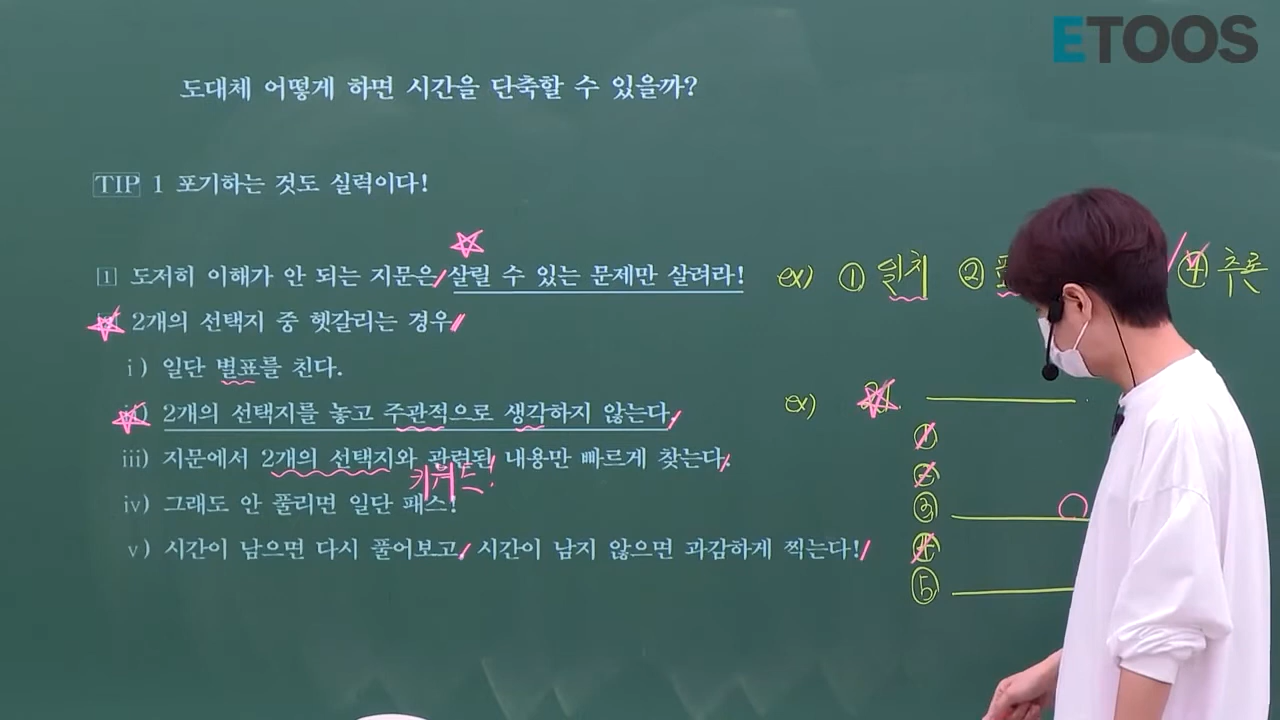 ETOOS
도대체 어떻게 하면 시간을 단축할 수 있을까?
TIP 1 포기하는 것도 실력이다!
1 도저히 이해가 안 되는 지문은 살릴 수 있는 문제만 살려라!
ex) ① 일치 ② ④ 추론
2개의 선택지 중 헷갈리는 경우
ⅰ) 일단 별표를 친다.
2개의 선택지를 놓고 주관적으로 생각하지 않는다.
ex)
ⅲ) 지문에서 2개의 선택지와 관련된 내용만 빠르게 찾는다.
키워드!
ⅳ) 그래도 안 풀리면 일단 패스!
ⅴ) 시간이 남으면 다시 풀어보고, 시간이 남지 않으면 과감하게 찍는다!
①
②
③
④
⑤